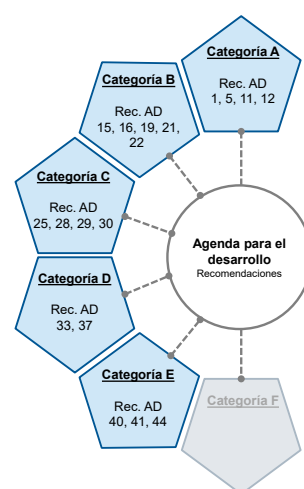 Categoría A
Rec. AD
1, 5, 11, 12
Categoría B
Rec. AD
15, 16, 19, 21,
22
Categoría C
Rec. AD
25, 28, 29, 30
Agenda para el
desarrollo
Recomendaciones
Categoría D
Rec. AD
33, 37
Categoría E
Rec. AD
40, 41, 44
Categoría F